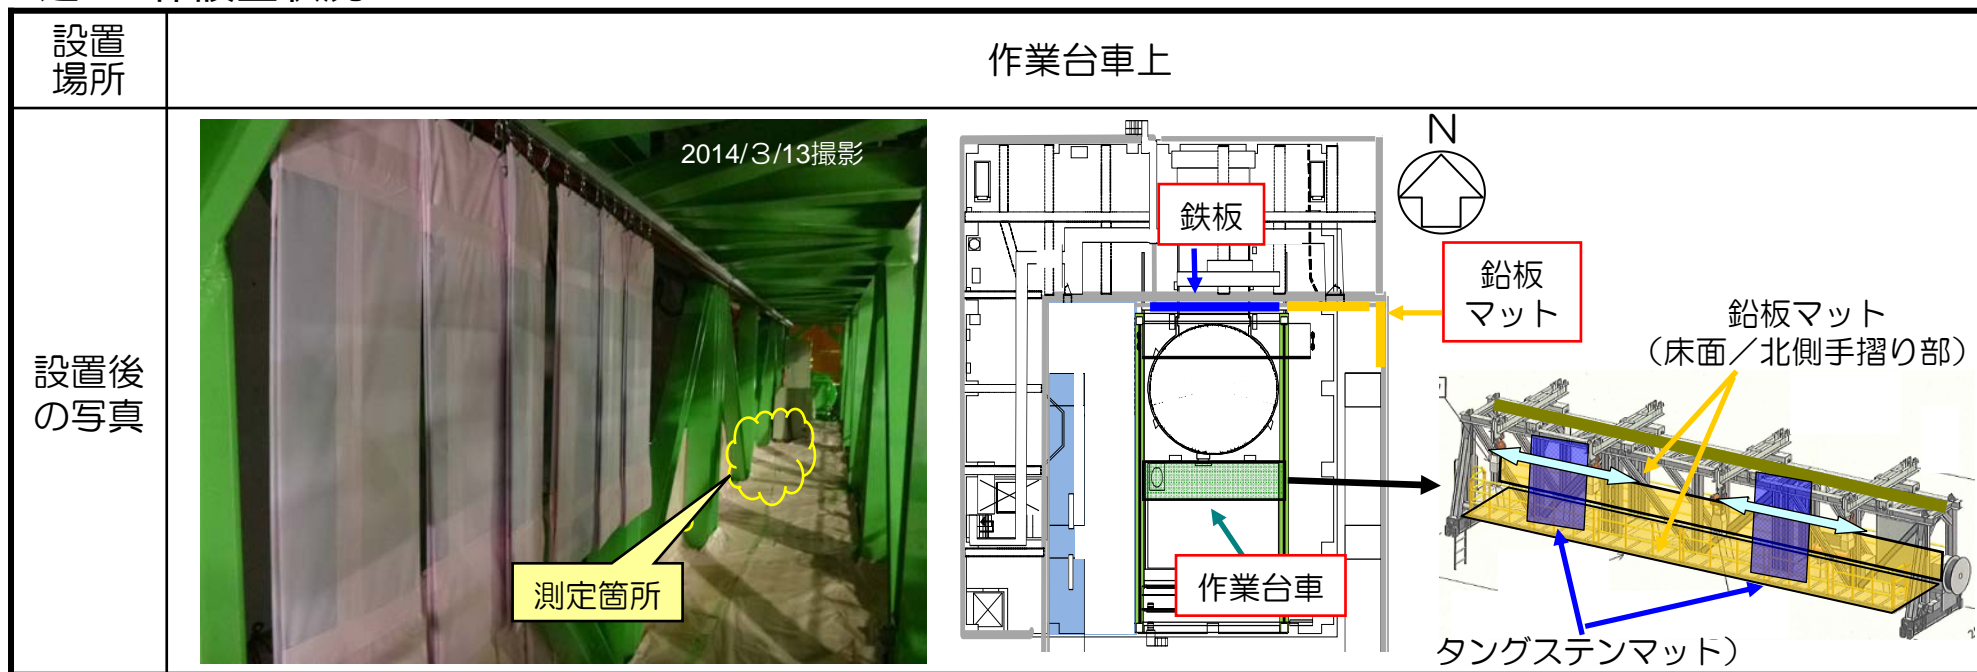 設置
場所
作業台車上
設置後
の写真
2014/3/13撮影
測定箇所
鉄板
N
鉛板
マット
作業台車
鉛板マット
（床面／北側手摺り部）
タングステンマット）